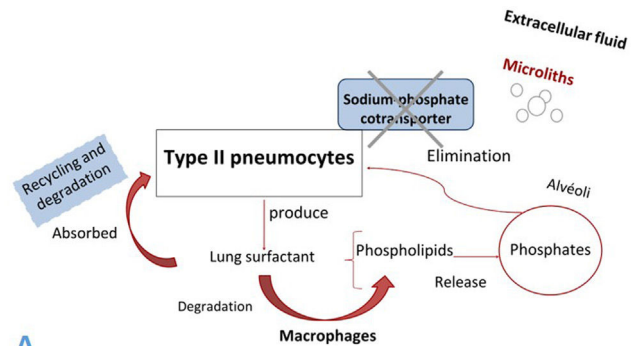 Extracellular fluid
Microliths
Sodium-phosphate
cotransporter
Elimination
Type II pneumocytes
Recycling and
degradation
Absorbed
produce
Alvéoli
Lung surfactant
Phospholipids
Phosphates
Release
Degradation
Macrophages
A